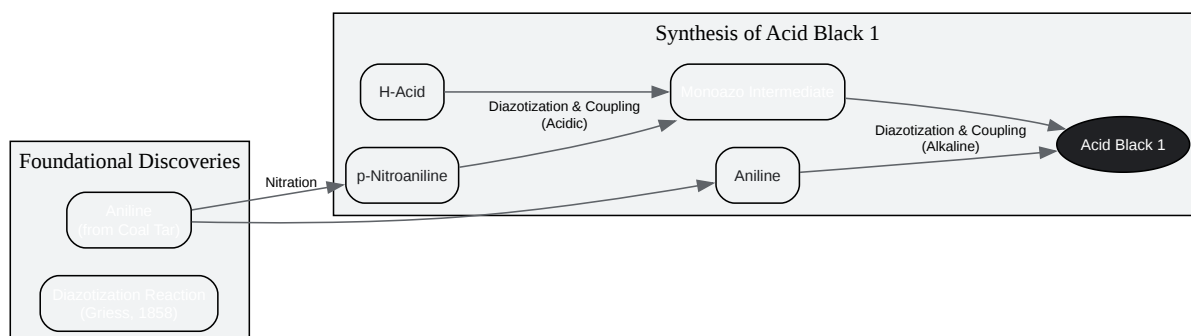 Synthesis of Acid Black 1
H-Acid
Monoazo Intermediate
Diazotization & Coupling
(Acidic)
Diazotization & Coupling
(Alkaline)
Acid Black 1
Foundational Discoveries
Nitration
p-Nitroaniline
Aniline
Aniline
(from Coal Tar)
Diazotization Reaction
(Griess, 1858)